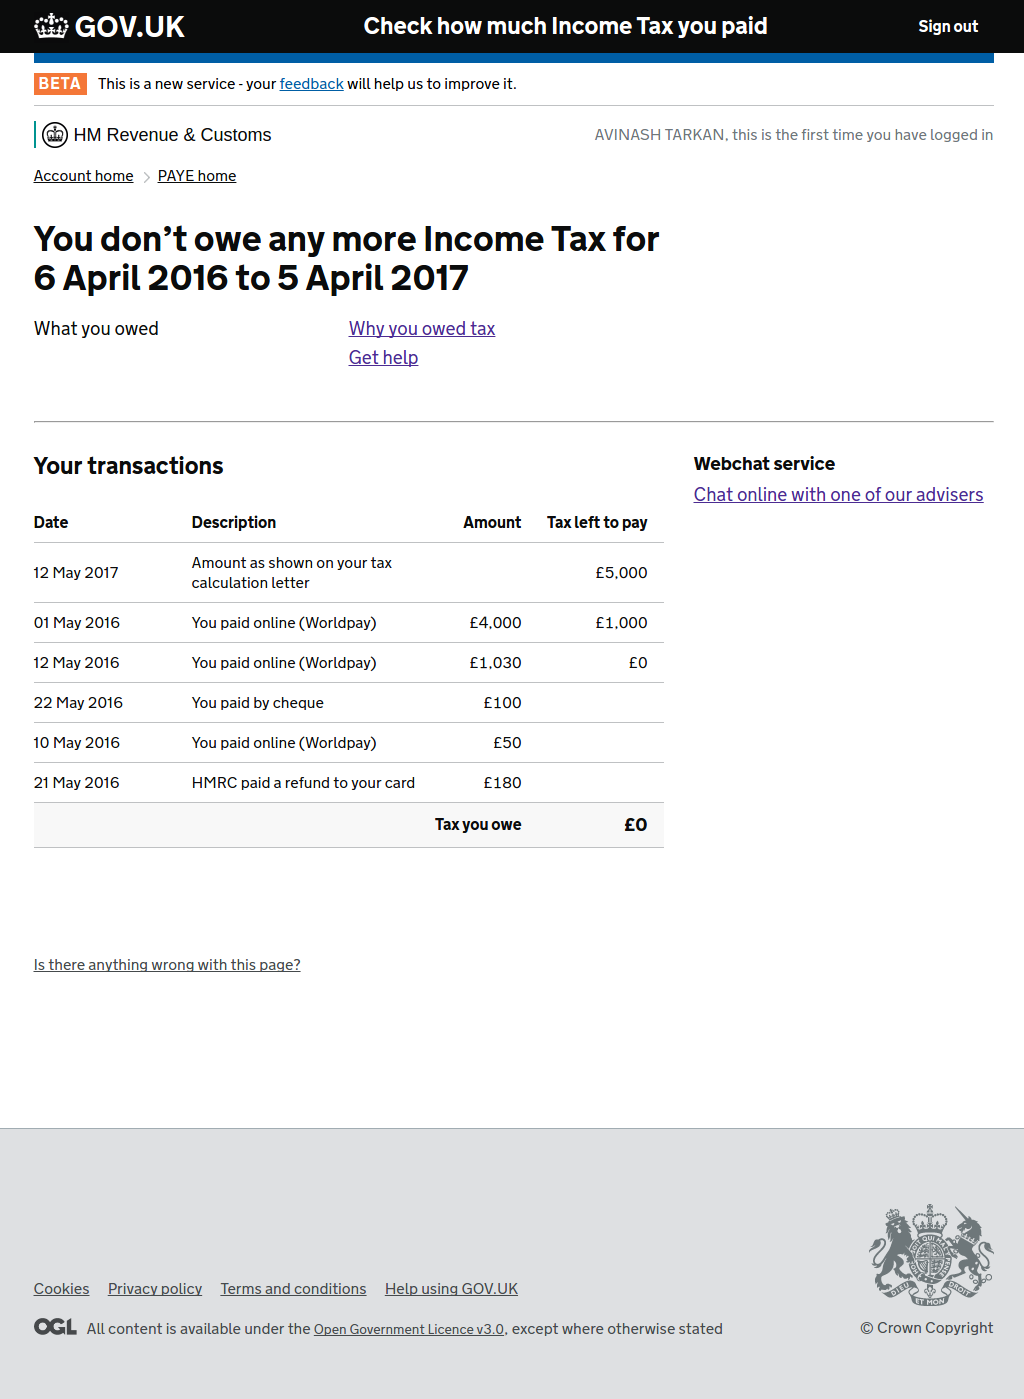 GOV.UK Check how much Income Tax you paid Sign out
BETA This is a new service - your feedback will help us to improve it.
HM Revenue & Customs AVINASH TARKAN, this is the first time you have logged in
Account home PAYE home
You don’t owe any more Income Tax for
6 April 2016 to 5 April 2017
What you owed Why you owed tax
Get help
Your transactions
Webchat service
Chat online with one of our advisers
Date Description Amount Tax left to pay
12 May 2017 Amount as shown on your tax calculation letter £5,000
01 May 2016 You paid online (Worldpay) £4,000 £1,000
12 May 2016 You paid online (Worldpay) £1,030 £0
22 May 2016 You paid by cheque £100
10 May 2016 You paid online (Worldpay) £50
21 May 2016 HMRC paid a refund to your card £180
Tax you owe £0
Is there anything wrong with this page?
Cookies Privacy policy Terms and conditions Help using GOV.UK
OGL All content is available under the Open Government Licence v3.0, except where otherwise stated
© Crown Copyright